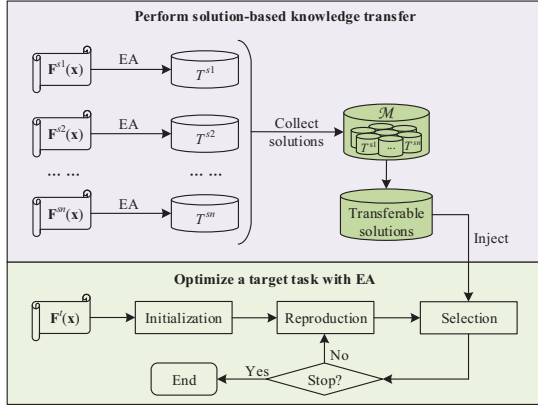 Perform solution-based knowledge transfer
F^{s1}(x) EA T^{s1}
F^{s2}(x) EA T^{s2}
... ... ... ...
F^{sn}(x) EA T^{sn}
Collect
solutions
ℳ
T^{s1} ... T^{sn}
Transferable
solutions
Inject
Optimize a target task with EA
F^t(x) Initialization Reproduction Selection
No
End Yes Stop?